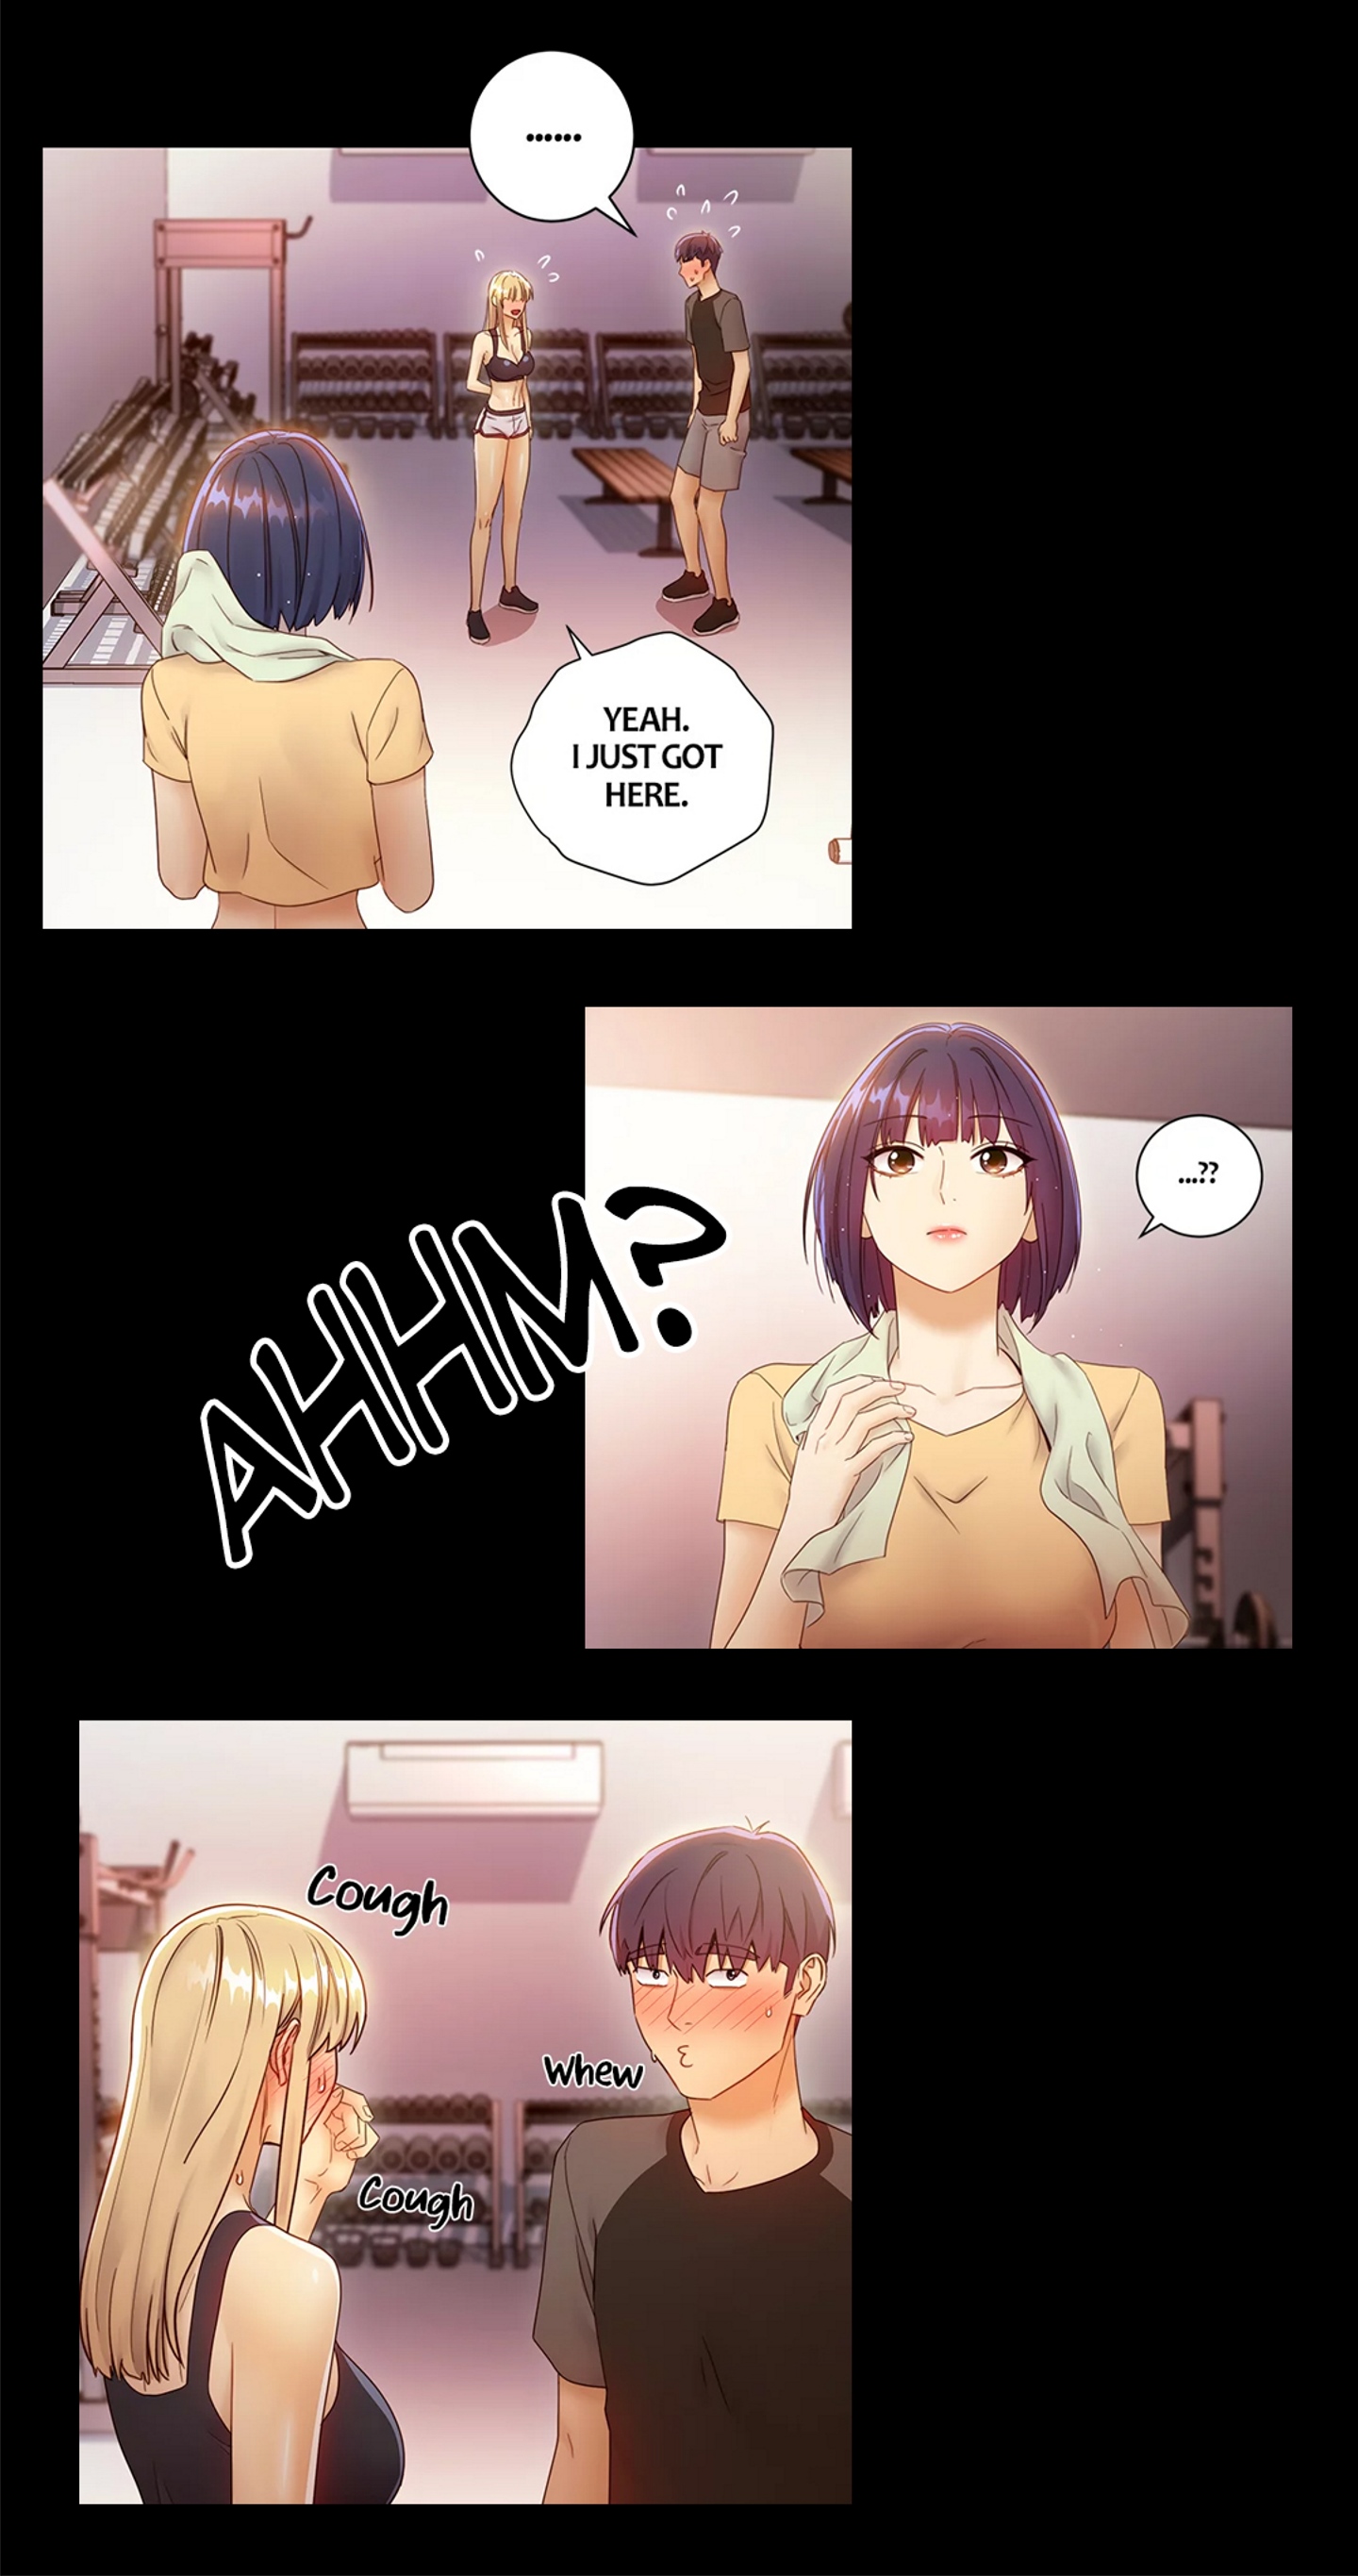 ......
YEAH.
I JUST GOT
HERE.
...??
AHHM?
Cough
Whew
Cough